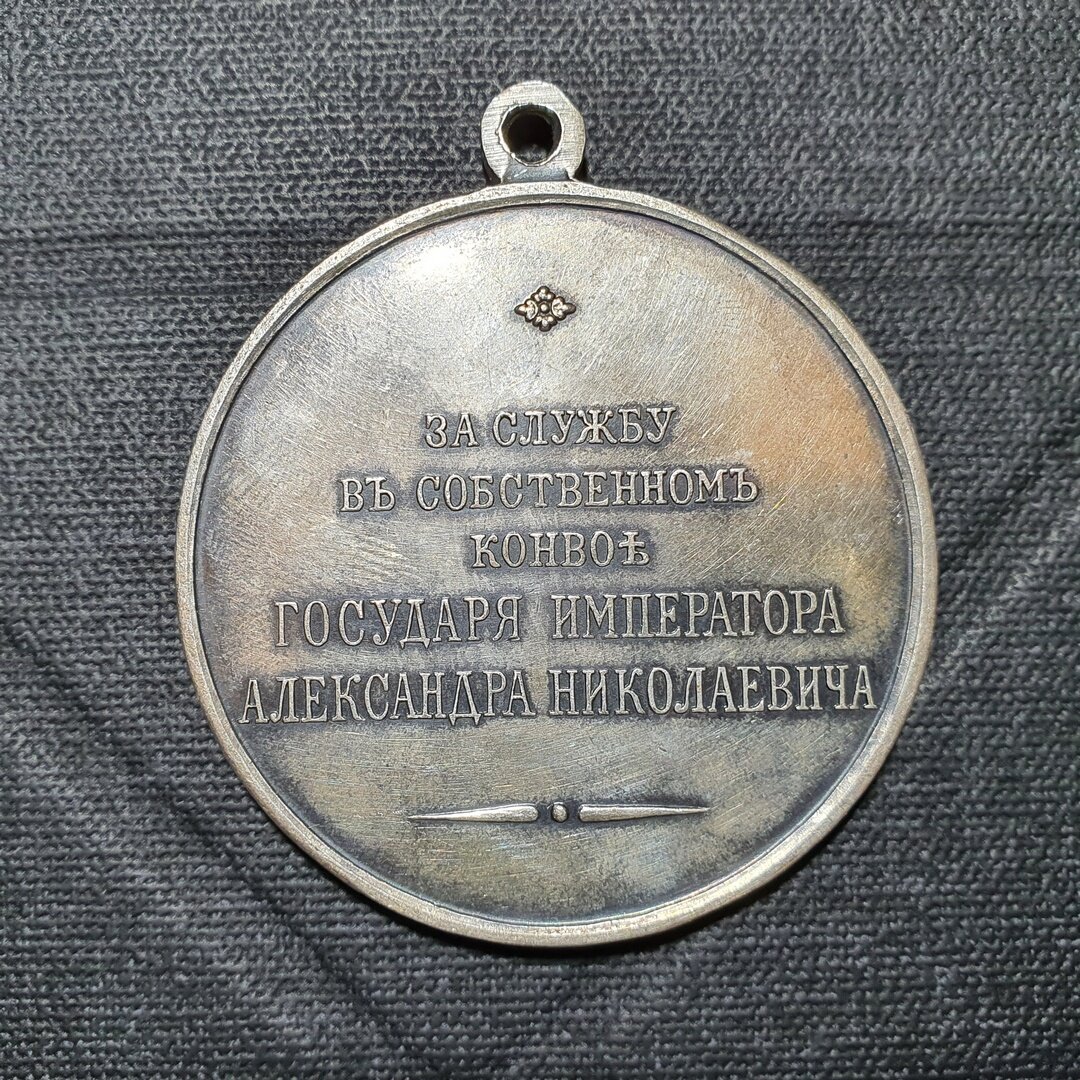 ЗА СЛУЖБУ
ВЪ СОБСТВЕННОМЪ
КОНВОѢ
ГОСУДАРЯ ИМПЕРАТОРА
АЛЕКСАНДРА НИКОЛАЕВИЧА